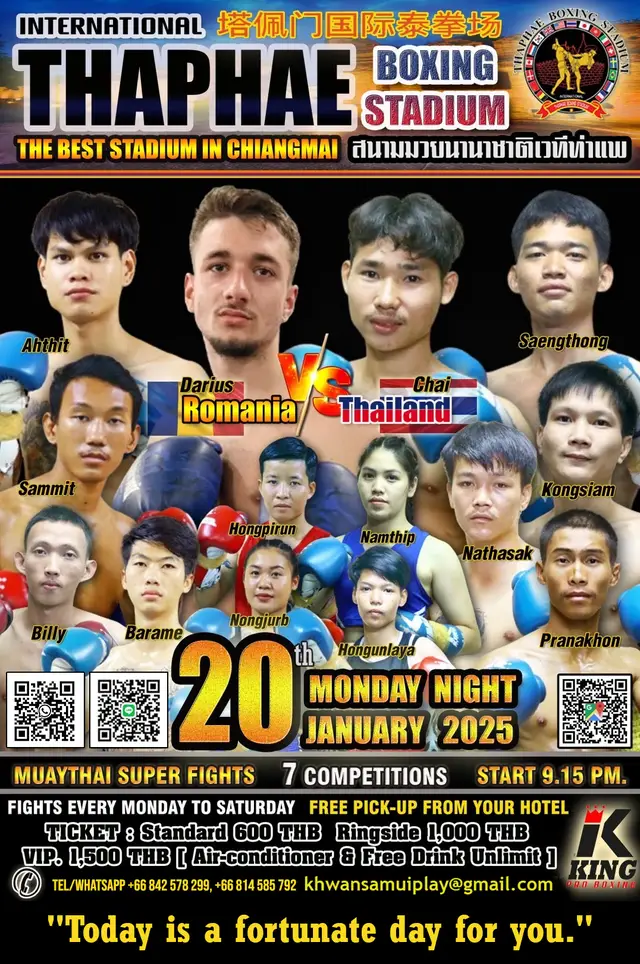 INTERNATIONAL 塔佩门国际泰拳场
THAPHAE BOXING STADIUM
THAPHAE BOXING STADIUM
INTERNATIONAL
THE BEST STADIUM IN CHIANGMAI สนามมวยนานาชาติเวทีท่าแพ
Ahthit
Saengthong
Darius
Romania
VS
Chai
Thailand
Sammit
Kongsiam
Hongpirun
Namthip
Nathasak
Billy
Barame
Nongjurb
Hongunlaya
Pranakhon
20th
MONDAY NIGHT
JANUARY 2025
MUAYTHAI SUPER FIGHTS 7 COMPETITIONS START 9.15 PM.
FIGHTS EVERY MONDAY TO SATURDAY FREE PICK-UP FROM YOUR HOTEL
TICKET : Standard 600 THB Ringside 1,000 THB
VIP. 1,500 THB [ Air-conditioner & Free Drink Unlimit ]
TEL/WHATSAPP +66 842 578 299, +66 814 585 792 khwansamuiplay@gmail.com
K
KING
PRO BOXING
"Today is a fortunate day for you."